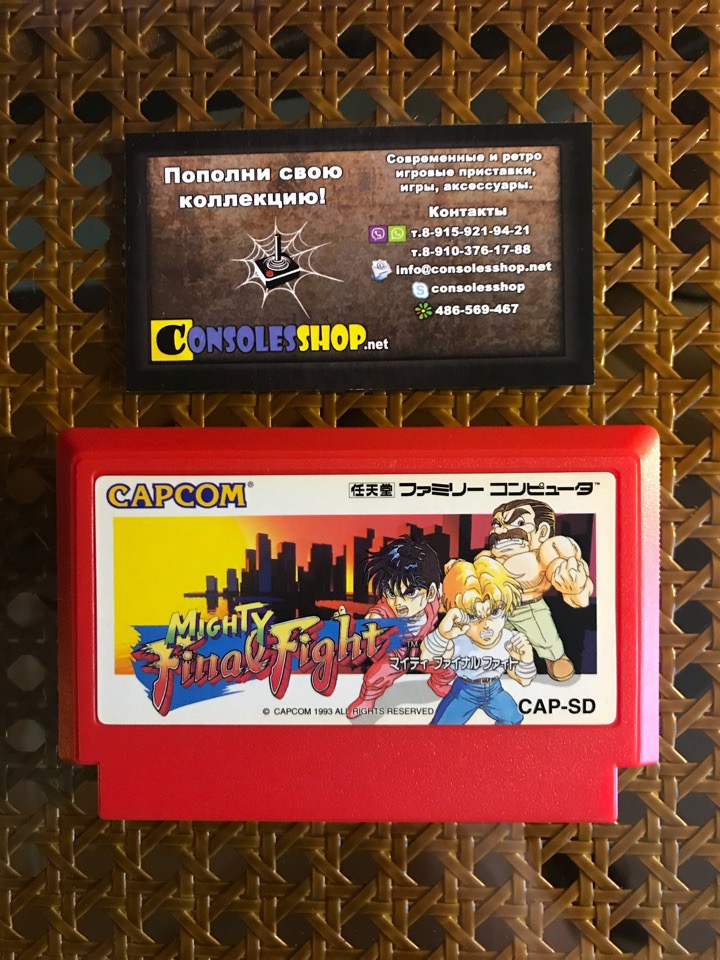 Пополни свою
коллекцию!
CONSOLESSHOP.net
Современные и ретро
игровые приставки,
игры, аксессуары.
Контакты
т.8-915-921-94-21
т.8-910-376-17-88
info@consolesshop.net
consolesshop
486-569-467
CAPCOM®
任天堂 ファミリー コンピュータ™
MIGHTY
Final Fight™
マイティ ファイナル ファイト
© CAPCOM 1993 ALL RIGHTS RESERVED
CAP-SD